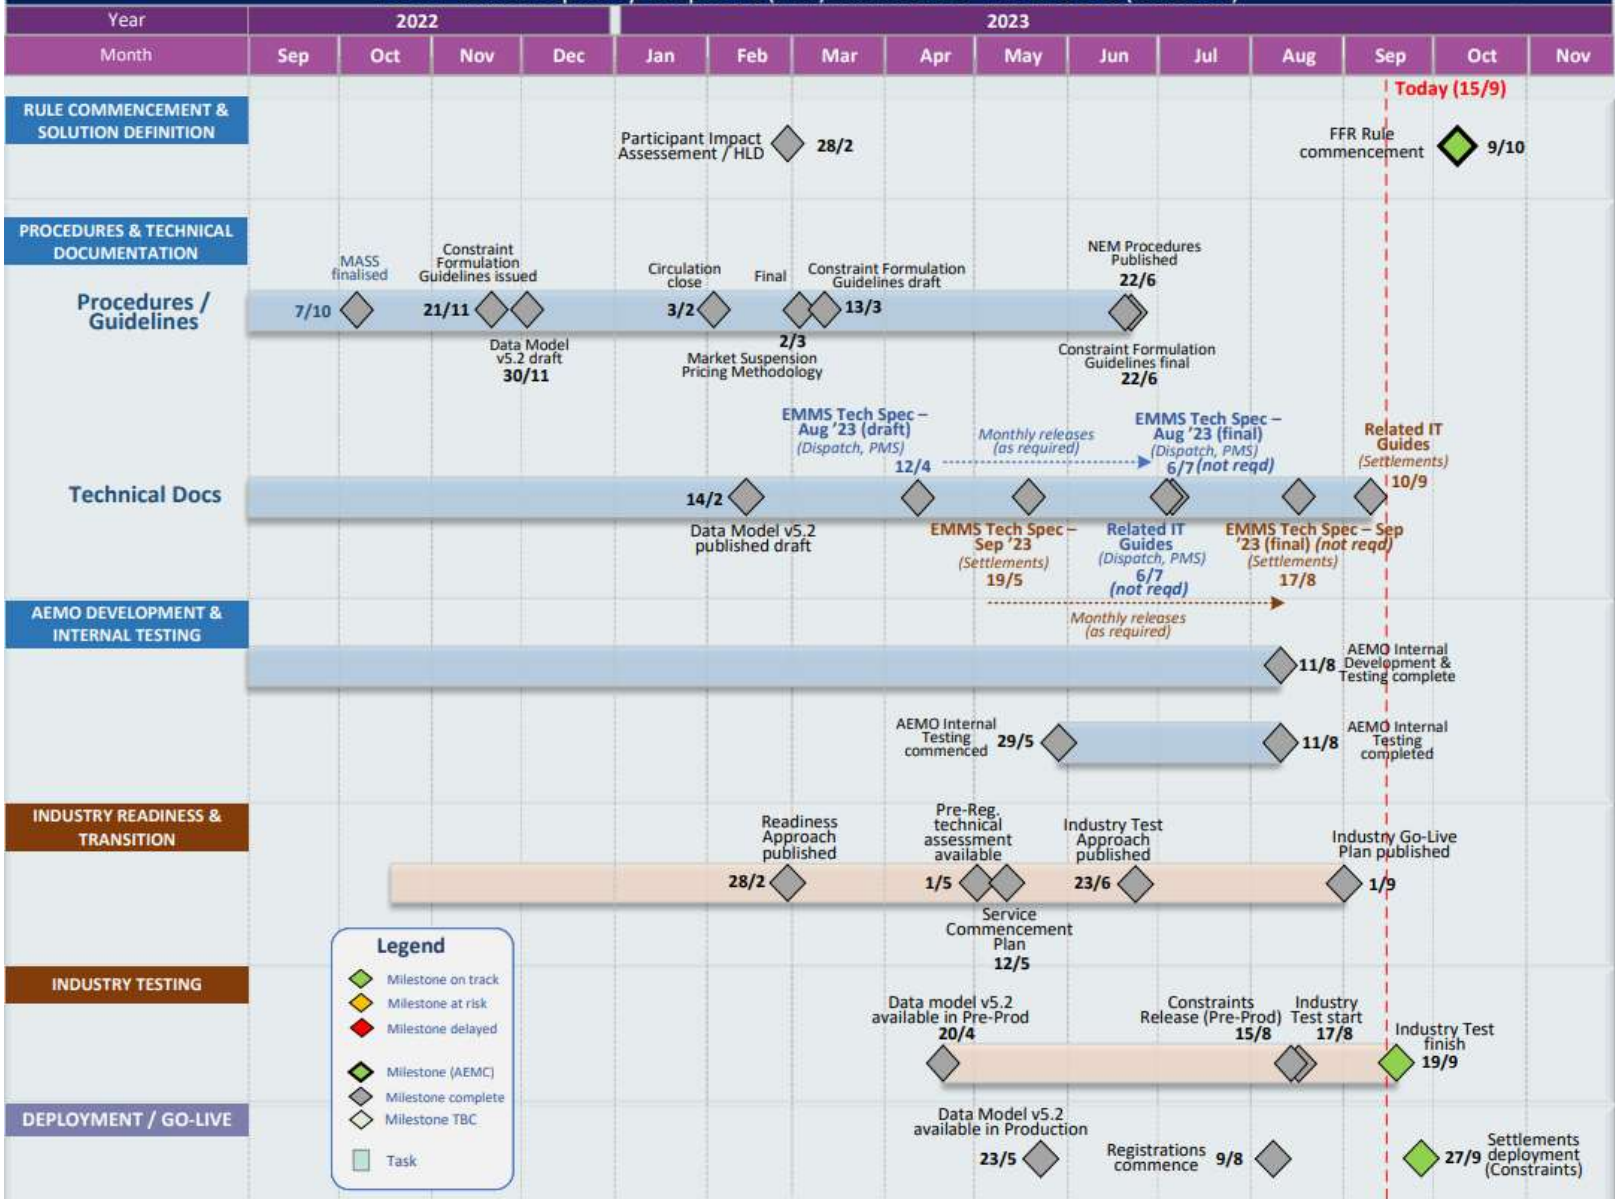 Year
2022
2023
Month
Sep
Oct
Nov
Dec
Jan
Feb
Mar
Apr
May
Jun
Jul
Aug
Sep
Oct
Nov
Today (15/9)
RULE COMMENCEMENT &
SOLUTION DEFINITION
Participant Impact
Assessement / HLD
28/2
FFR Rule
commencement
9/10
PROCEDURES & TECHNICAL
DOCUMENTATION
Procedures /
Guidelines
MASS
finalised
7/10
Constraint
Formulation
Guidelines issued
21/11
Data Model
v5.2 draft
30/11
Circulation
close
3/2
Final
2/3
Market Suspension
Pricing Methodology
Constraint Formulation
Guidelines draft
13/3
NEM Procedures
Published
22/6
Constraint Formulation
Guidelines final
22/6
Technical Docs
14/2
Data Model v5.2
published draft
EMMS Tech Spec –
Aug '23 (draft)
(Dispatch, PMS)
12/4
Monthly releases
(as required)
EMMS Tech Spec –
Aug '23 (final)
(Dispatch, PMS)
6/7 (not reqd)
Related IT
Guides
(Settlements)
10/9
EMMS Tech Spec –
Sep '23
(Settlements)
19/5
Related IT
Guides
(Dispatch, PMS)
6/7
(not reqd)
EMMS Tech Spec – Sep
'23 (final) (not reqd)
(Settlements)
17/8
Monthly releases
(as required)
AEMO DEVELOPMENT &
INTERNAL TESTING
11/8
AEMO Internal
Development &
Testing complete
AEMO Internal
Testing
commenced
29/5
11/8
AEMO Internal
Testing
completed
INDUSTRY READINESS &
TRANSITION
Readiness
Approach
published
28/2
Pre-Reg.
technical
assessment
available
1/5
Service
Commencement
Plan
12/5
Industry Test
Approach
published
23/6
Industry Go-Live
Plan published
1/9
Legend
Milestone on track
Milestone at risk
Milestone delayed
Milestone (AEMC)
Milestone complete
Milestone TBC
Task
INDUSTRY TESTING
Data model v5.2
available in Pre-Prod
20/4
Constraints
Release (Pre-Prod)
15/8
Industry
Test start
17/8
Industry Test
finish
19/9
DEPLOYMENT / GO-LIVE
Data Model v5.2
available in Production
23/5
Registrations
commence
9/8
27/9
Settlements
deployment
(Constraints)